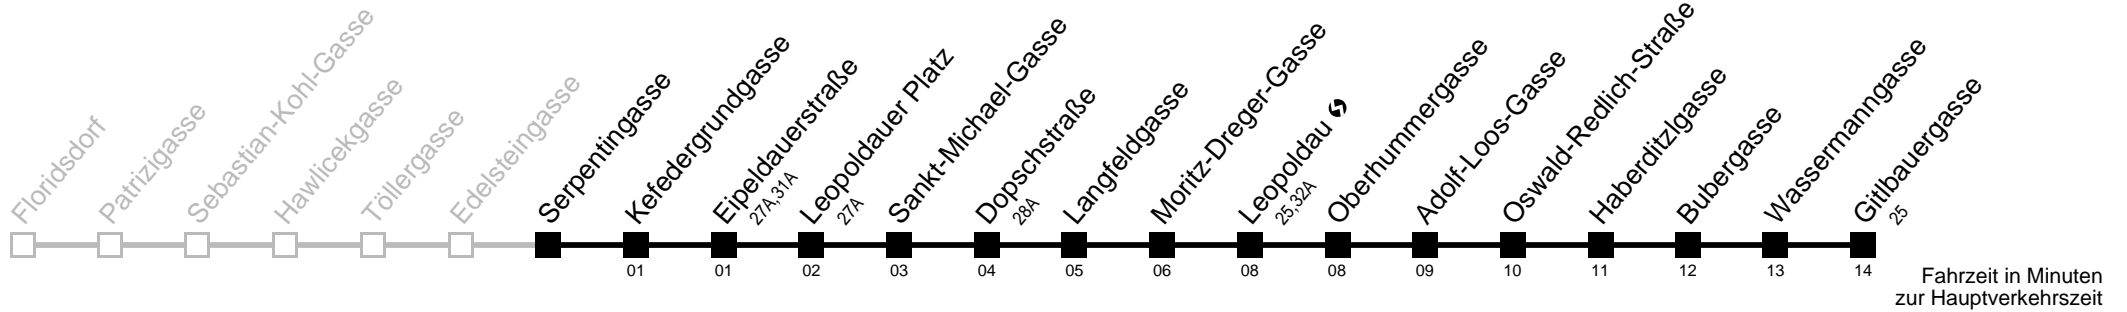 Floridsdorf
Patrizigasse
Sebastian-Kohl-Gasse
Hawlicekgasse
Töllergasse
Edelsteingasse
Serpentingasse
Kefedergrundgasse
Eipeldauerstraße
27A,31A
Leopoldauer Platz
27A
Sankt-Michael-Gasse
Dopschstraße
28A
Langfeldgasse
Moritz-Dreger-Gasse
Leopoldau
25,32A
Oberhummergasse
Adolf-Loos-Gasse
Oswald-Redlich-Straße
Haberditzlgasse
Bubergasse
Wassermanngasse
Gitlbauergasse
25
01 01 02 03 04 05 06 08 08 09 10 11 12 13 14
Fahrzeit in Minuten
zur Hauptverkehrszeit